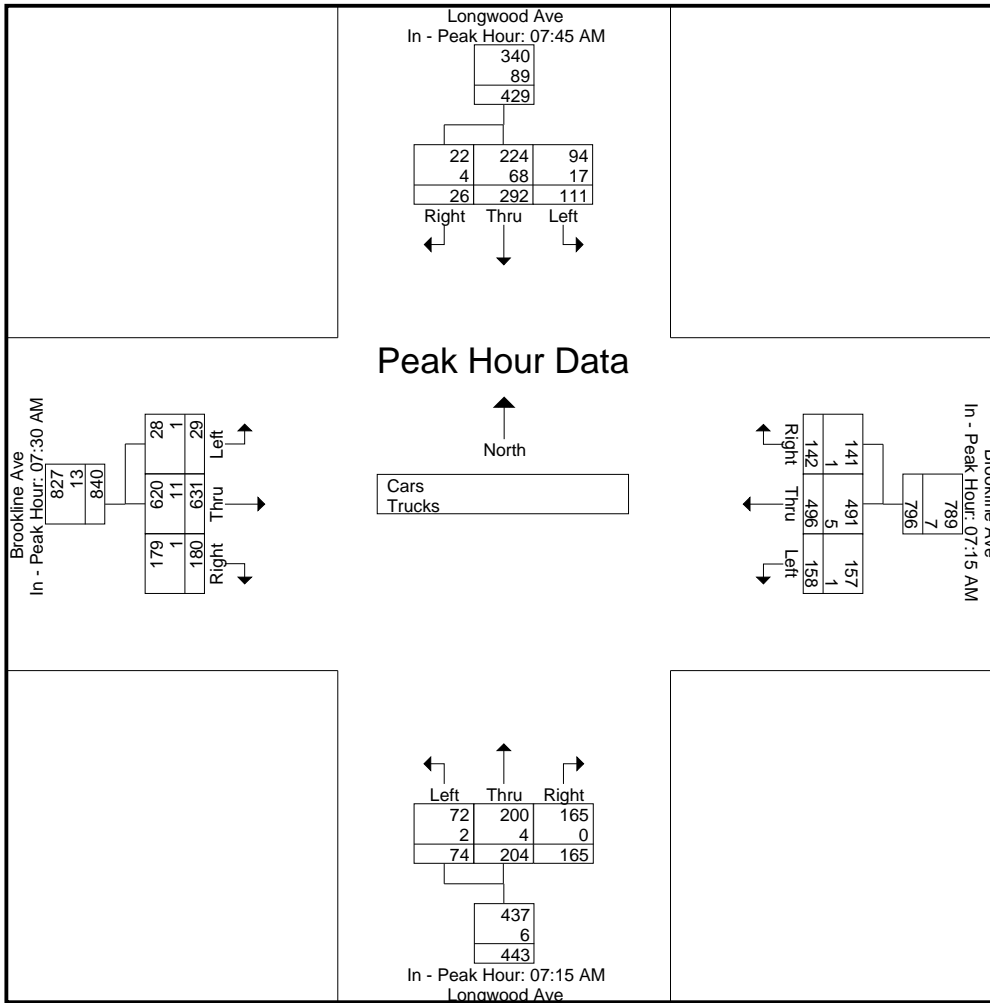 Longwood Ave
In - Peak Hour: 07:45 AM
340
89
429
22 224 94
4 68 17
26 292 111
Right Thru Left
Peak Hour Data
North
Cars
Trucks
Brookline Ave
In - Peak Hour: 07:30 AM
827
13
840
28 1 29 Left
620 11 631 Thru
179 1 180 Right
Right 142 1 141
Thru 496 5 491
Left 158 1 157
796
7
789
In - Peak Hour: 07:15 AM
Brookline Ave
Left Thru Right
72 200 165
2 4 0
74 204 165
437
6
443
In - Peak Hour: 07:15 AM
Longwood Ave